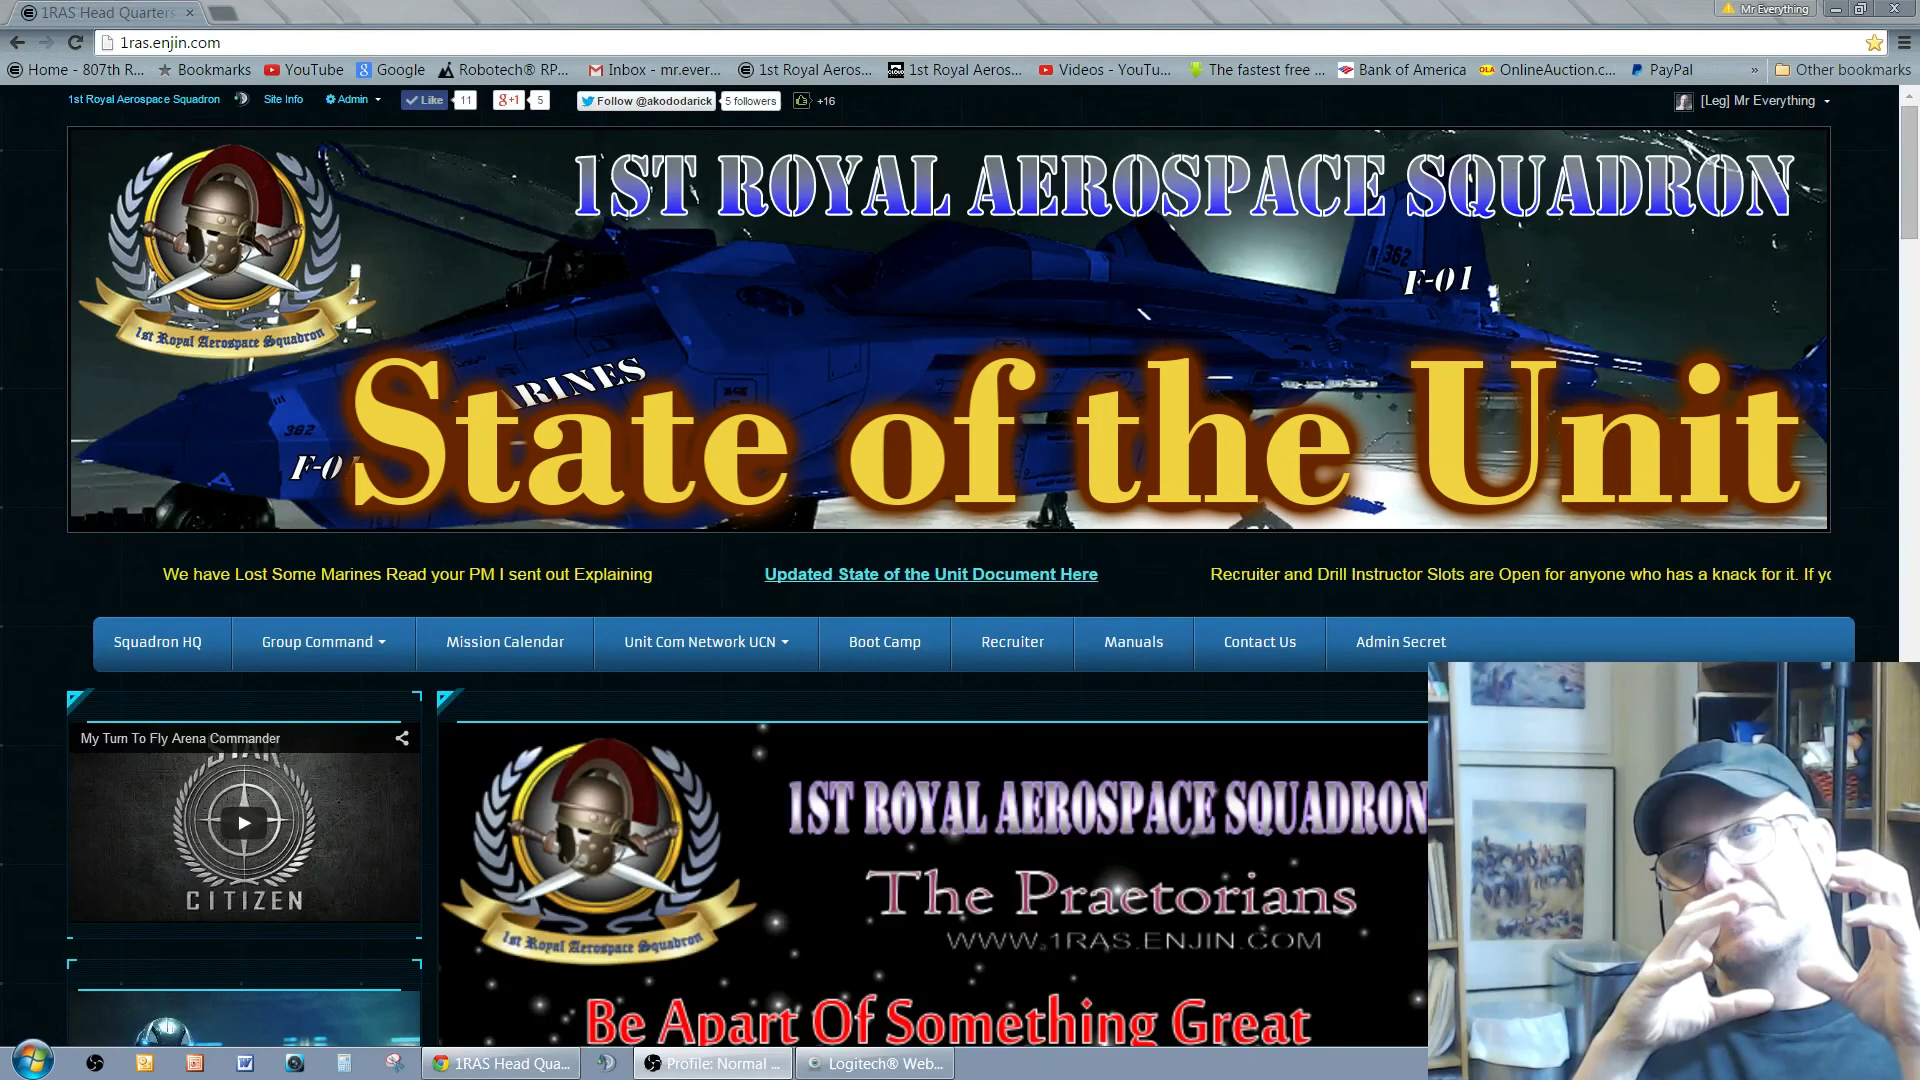 1RAS Head Quarters
Mr Everything
1ras.enjin.com
Home - 807th R...
Bookmarks
YouTube
Google
Robotech® RP...
Inbox - mr.ever...
1st Royal Aeros...
1st Royal Aeros...
Videos - YouTu...
The fastest free ...
Bank of America
OnlineAuction.c...
PayPal
»
Other bookmarks
1st Royal Aerospace Squadron
Site Info
Admin
Like
11
g+1
5
Follow @akododarick
5 followers
+16
[Leg] Mr Everything
1ST ROYAL AEROSPACE SQUADRON
362
F-01
1st Royal Aerospace Squadron
ARINES
362
F-01
State of the Unit
We have Lost Some Marines Read your PM I sent out Explaining
Updated State of the Unit Document Here
Recruiter and Drill Instructor Slots are Open for anyone who has a knack for it. If yo
Squadron HQ
Group Command
Mission Calendar
Unit Com Network UCN
Boot Camp
Recruiter
Manuals
Contact Us
Admin Secret
My Turn To Fly Arena Commander
STAR
CITIZEN
1ST ROYAL AEROSPACE SQUADRON
The Praetorians
WWW.1RAS.ENJIN.COM
1st Royal Aerospace Squadron
Be Apart Of Something Great
1RAS Head Qua...
Profile: Normal ...
Logitech® Web...